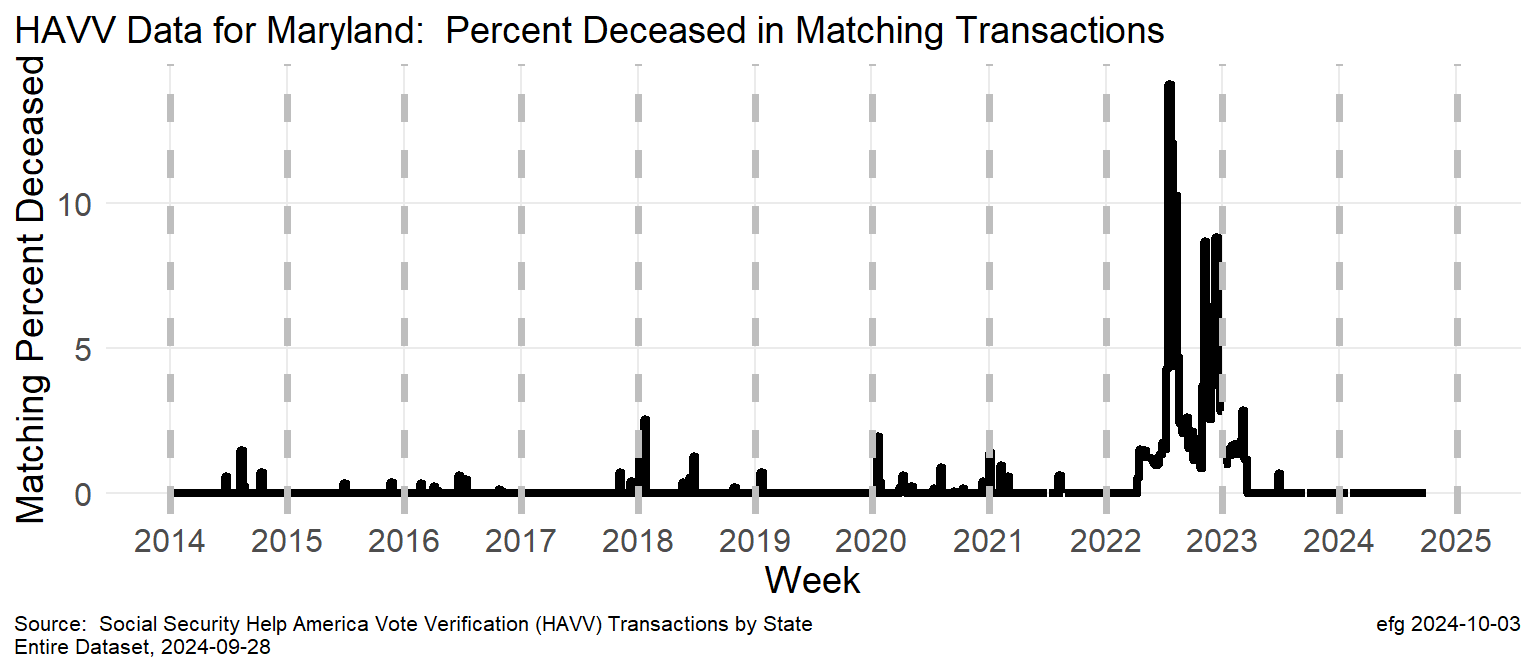 HAVV Data for Maryland:  Percent Deceased in Matching Transactions
Matching Percent Deceased
10
5
0
2014 2015 2016 2017 2018 2019 2020 2021 2022 2023 2024 2025
Week
Source:  Social Security Help America Vote Verification (HAVV) Transactions by State
Entire Dataset, 2024-09-28
efg 2024-10-03